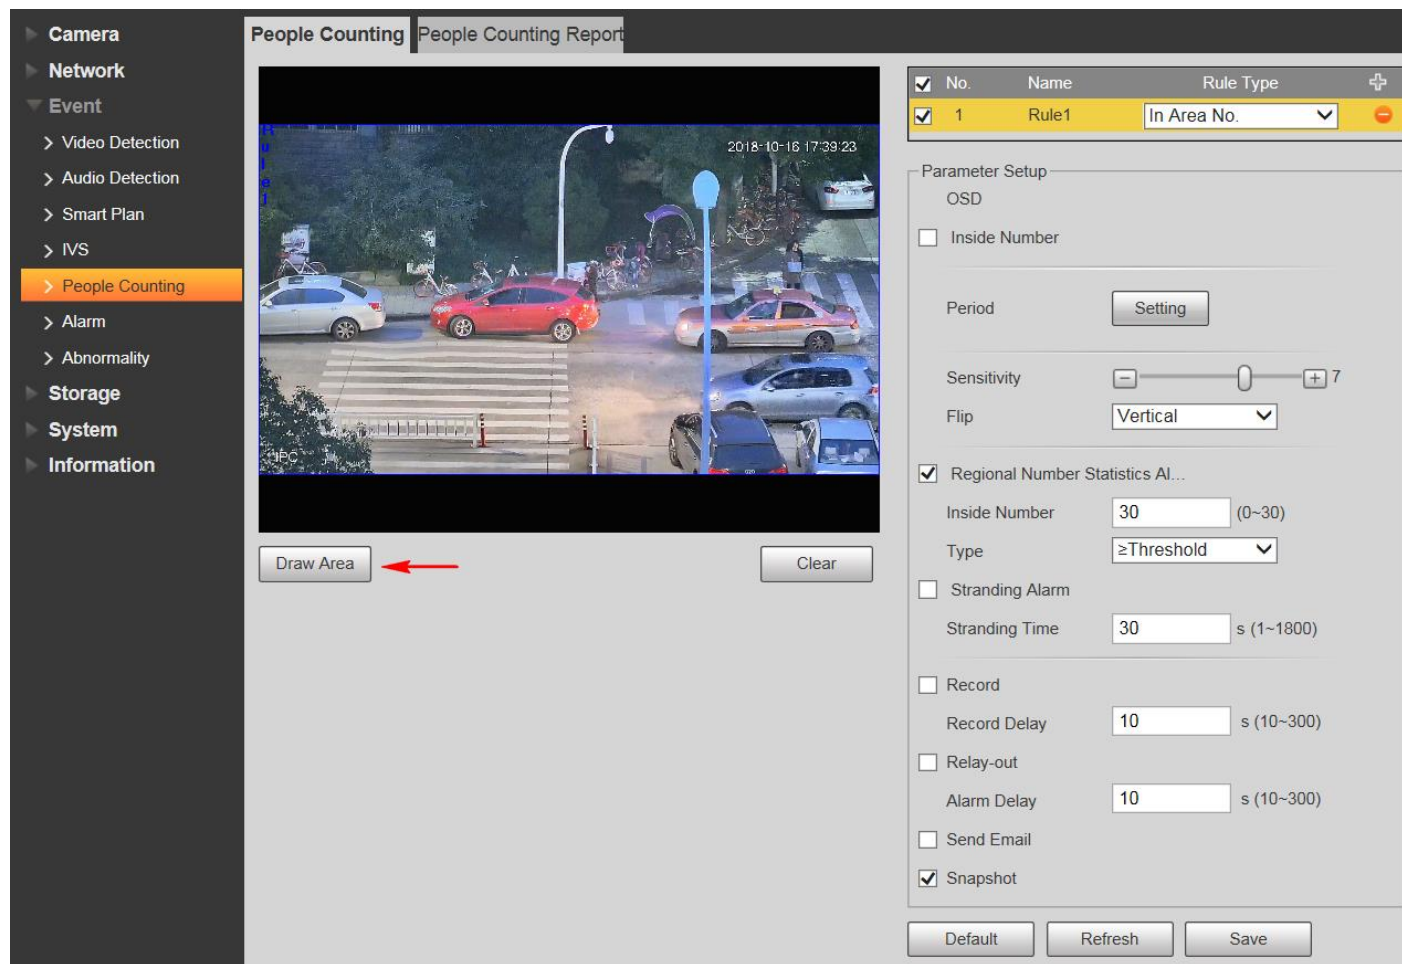 Camera
Network
Event
Video Detection
Audio Detection
Smart Plan
IVS
People Counting
Alarm
Abnormality
Storage
System
Information
People Counting People Counting Report
Rule1
2018-10-16 17:39:23
IPC
Draw Area
Clear
No. Name Rule Type
1 Rule1 In Area No.
Parameter Setup
OSD
Inside Number
Period Setting
Sensitivity 7
Flip Vertical
Regional Number Statistics Al...
Inside Number 30 (0~30)
Type ≥Threshold
Stranding Alarm
Stranding Time 30 s (1~1800)
Record
Record Delay 10 s (10~300)
Relay-out
Alarm Delay 10 s (10~300)
Send Email
Snapshot
Default Refresh Save